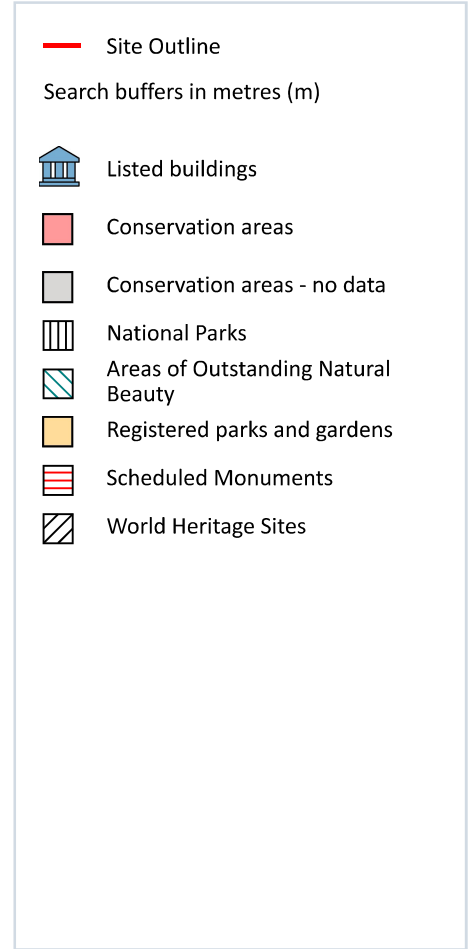 Site Outline
Search buffers in metres (m)
Listed buildings
Conservation areas
Conservation areas - no data
National Parks
Areas of Outstanding Natural
Beauty
Registered parks and gardens
Scheduled Monuments
World Heritage Sites